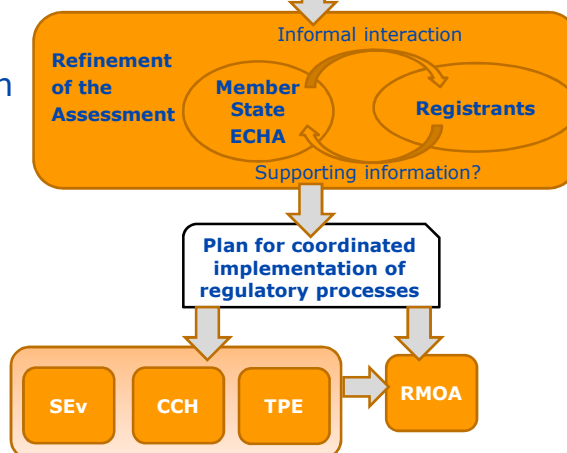 Informal interaction
Refinement
of the
Assessment
n
Member
State
ECHA
Registrants
Supporting information?
Plan for coordinated
implementation of
regulatory processes
SEv
CCH
TPE
RMOA